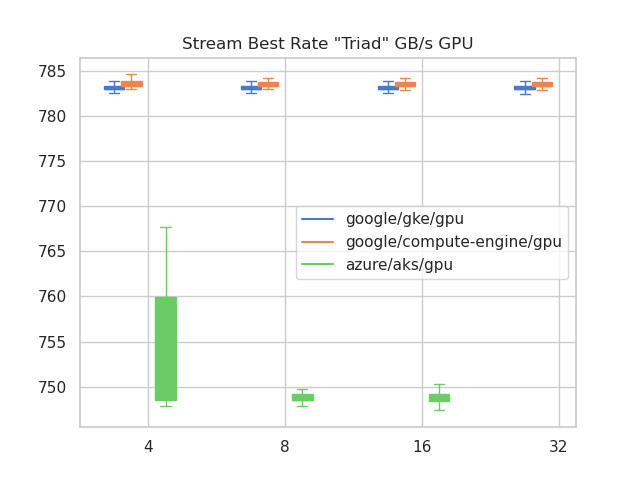 Stream Best Rate "Triad" GB/s GPU
785
780
775
770
765
760
755
750
google/gke/gpu
google/compute-engine/gpu
azure/aks/gpu
4 8 16 32